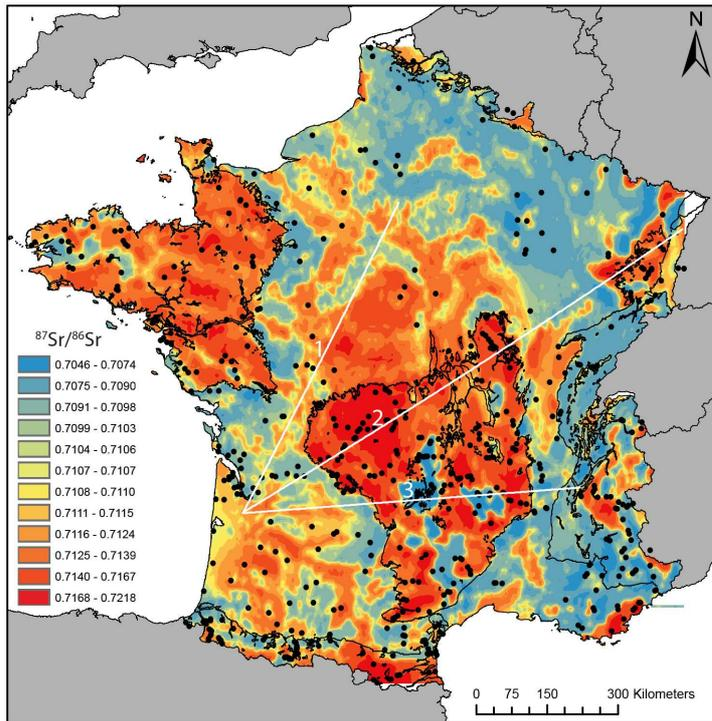 N
1
2
3
87Sr/86Sr
0.7046 - 0.7074
0.7075 - 0.7090
0.7091 - 0.7098
0.7099 - 0.7103
0.7104 - 0.7106
0.7107 - 0.7107
0.7108 - 0.7110
0.7111 - 0.7115
0.7116 - 0.7124
0.7125 - 0.7139
0.7140 - 0.7167
0.7168 - 0.7218
0 75 150 300 Kilometers